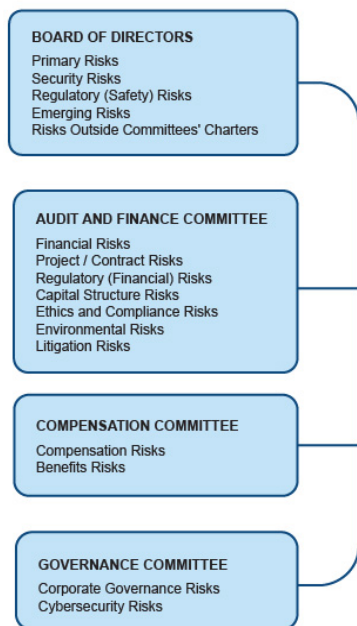 BOARD OF DIRECTORS
Primary Risks
Security Risks
Regulatory (Safety) Risks
Emerging Risks
Risks Outside Committees' Charters
AUDIT AND FINANCE COMMITTEE
Financial Risks
Project / Contract Risks
Regulatory (Financial) Risks
Capital Structure Risks
Ethics and Compliance Risks
Environmental Risks
Litigation Risks
COMPENSATION COMMITTEE
Compensation Risks
Benefits Risks
GOVERNANCE COMMITTEE
Corporate Governance Risks
Cybersecurity Risks